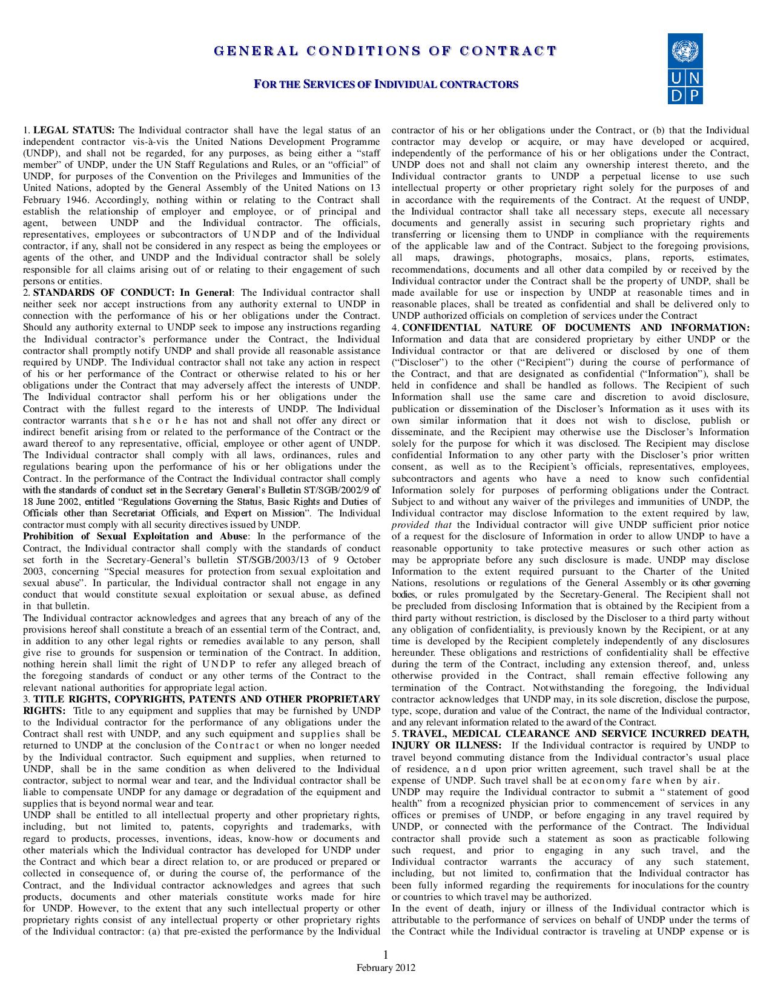 GENERAL CONDITIONS OF CONTRACT
FOR THE SERVICES OF INDIVIDUAL CONTRACTORS
U N
D P
1. LEGAL STATUS: The Individual contractor shall have the legal status of an
independent contractor vis-à-vis the United Nations Development Programme
(UNDP), and shall not be regarded, for any purposes, as being either a “staff
member” of UNDP, under the UN Staff Regulations and Rules, or an “official” of
UNDP, for purposes of the Convention on the Privileges and Immunities of the
United Nations, adopted by the General Assembly of the United Nations on 13
February 1946. Accordingly, nothing within or relating to the Contract shall
establish the relationship of employer and employee, or of principal and
agent, between UNDP and the Individual contractor. The officials,
representatives, employees or subcontractors of UNDP and of the Individual
contractor, if any, shall not be considered in any respect as being the employees or
agents of the other, and UNDP and the Individual contractor shall be solely
responsible for all claims arising out of or relating to their engagement of such
persons or entities.
2. STANDARDS OF CONDUCT: In General: The Individual contractor shall
neither seek nor accept instructions from any authority external to UNDP in
connection with the performance of his or her obligations under the Contract.
Should any authority external to UNDP seek to impose any instructions regarding
the Individual contractor’s performance under the Contract, the Individual
contractor shall promptly notify UNDP and shall provide all reasonable assistance
required by UNDP. The Individual contractor shall not take any action in respect
of his or her performance of the Contract or otherwise related to his or her
obligations under the Contract that may adversely affect the interests of UNDP.
The Individual contractor shall perform his or her obligations under the
Contract with the fullest regard to the interests of UNDP. The Individual
contractor warrants that she or he has not and shall not offer any direct or
indirect benefit arising from or related to the performance of the Contract or the
award thereof to any representative, official, employee or other agent of UNDP.
The Individual contractor shall comply with all laws, ordinances, rules and
regulations bearing upon the performance of his or her obligations under the
Contract. In the performance of the Contract the Individual contractor shall comply
with the standards of conduct set in the Secretary General’s Bulletin ST/SGB/2002/9 of
18 June 2002, entitled “Regulations Governing the Status, Basic Rights and Duties of
Officials other than Secretariat Officials, and Expert on Mission”. The Individual
contractor must comply with all security directives issued by UNDP.
Prohibition of Sexual Exploitation and Abuse: In the performance of the
Contract, the Individual contractor shall comply with the standards of conduct
set forth in the Secretary-General’s bulletin ST/SGB/2003/13 of 9 October
2003, concerning “Special measures for protection from sexual exploitation and
sexual abuse”. In particular, the Individual contractor shall not engage in any
conduct that would constitute sexual exploitation or sexual abuse, as defined
in that bulletin.
The Individual contractor acknowledges and agrees that any breach of any of the
provisions hereof shall constitute a breach of an essential term of the Contract, and,
in addition to any other legal rights or remedies available to any person, shall
give rise to grounds for suspension or termination of the Contract. In addition,
nothing herein shall limit the right of UNDP to refer any alleged breach of
the foregoing standards of conduct or any other terms of the Contract to the
relevant national authorities for appropriate legal action.
3. TITLE RIGHTS, COPYRIGHTS, PATENTS AND OTHER PROPRIETARY
RIGHTS: Title to any equipment and supplies that may be furnished by UNDP
to the Individual contractor for the performance of any obligations under the
Contract shall rest with UNDP, and any such equipment and supplies shall be
returned to UNDP at the conclusion of the Contract or when no longer needed
by the Individual contractor. Such equipment and supplies, when returned to
UNDP, shall be in the same condition as when delivered to the Individual
contractor, subject to normal wear and tear, and the Individual contractor shall be
liable to compensate UNDP for any damage or degradation of the equipment and
supplies that is beyond normal wear and tear.
UNDP shall be entitled to all intellectual property and other proprietary rights,
including, but not limited to, patents, copyrights and trademarks, with
regard to products, processes, inventions, ideas, know-how or documents and
other materials which the Individual contractor has developed for UNDP under
the Contract and which bear a direct relation to, or are produced or prepared or
collected in consequence of, or during the course of, the performance of the
Contract, and the Individual contractor acknowledges and agrees that such
products, documents and other materials constitute works made for hire
for UNDP. However, to the extent that any such intellectual property or other
proprietary rights consist of any intellectual property or other proprietary rights
of the Individual contractor: (a) that pre-existed the performance by the Individual
contractor of his or her obligations under the Contract, or (b) that the Individual
contractor may develop or acquire, or may have developed or acquired,
independently of the performance of his or her obligations under the Contract,
UNDP does not and shall not claim any ownership interest thereto, and the
Individual contractor grants to UNDP a perpetual license to use such
intellectual property or other proprietary right solely for the purposes of and
in accordance with the requirements of the Contract. At the request of UNDP,
the Individual contractor shall take all necessary steps, execute all necessary
documents and generally assist in securing such proprietary rights and
transferring or licensing them to UNDP in compliance with the requirements
of the applicable law and of the Contract. Subject to the foregoing provisions,
all maps, drawings, photographs, mosaics, plans, reports, estimates,
recommendations, documents and all other data compiled by or received by the
Individual contractor under the Contract shall be the property of UNDP, shall be
made available for use or inspection by UNDP at reasonable times and in
reasonable places, shall be treated as confidential and shall be delivered only to
UNDP authorized officials on completion of services under the Contract
4. CONFIDENTIAL NATURE OF DOCUMENTS AND INFORMATION:
Information and data that are considered proprietary by either UNDP or the
Individual contractor or that are delivered or disclosed by one of them
(“Discloser”) to the other (“Recipient”) during the course of performance of
the Contract, and that are designated as confidential (“Information”), shall be
held in confidence and shall be handled as follows. The Recipient of such
Information shall use the same care and discretion to avoid disclosure,
publication or dissemination of the Discloser’s Information as it uses with its
own similar information that it does not wish to disclose, publish or
disseminate, and the Recipient may otherwise use the Discloser’s Information
solely for the purpose for which it was disclosed. The Recipient may disclose
confidential Information to any other party with the Discloser’s prior written
consent, as well as to the Recipient’s officials, representatives, employees,
subcontractors and agents who have a need to know such confidential
Information solely for purposes of performing obligations under the Contract.
Subject to and without any waiver of the privileges and immunities of UNDP, the
Individual contractor may disclose Information to the extent required by law,
provided that the Individual contractor will give UNDP sufficient prior notice
of a request for the disclosure of Information in order to allow UNDP to have a
reasonable opportunity to take protective measures or such other action as
may be appropriate before any such disclosure is made. UNDP may disclose
Information to the extent required pursuant to the Charter of the United
Nations, resolutions or regulations of the General Assembly or its other governing
bodies, or rules promulgated by the Secretary-General. The Recipient shall not
be precluded from disclosing Information that is obtained by the Recipient from a
third party without restriction, is disclosed by the Discloser to a third party without
any obligation of confidentiality, is previously known by the Recipient, or at any
time is developed by the Recipient completely independently of any disclosures
hereunder. These obligations and restrictions of confidentiality shall be effective
during the term of the Contract, including any extension thereof, and, unless
otherwise provided in the Contract, shall remain effective following any
termination of the Contract. Notwithstanding the foregoing, the Individual
contractor acknowledges that UNDP may, in its sole discretion, disclose the purpose,
type, scope, duration and value of the Contract, the name of the Individual contractor,
and any relevant information related to the award of the Contract.
5. TRAVEL, MEDICAL CLEARANCE AND SERVICE INCURRED DEATH,
INJURY OR ILLNESS: If the Individual contractor is required by UNDP to
travel beyond commuting distance from the Individual contractor’s usual place
of residence, and upon prior written agreement, such travel shall be at the
expense of UNDP. Such travel shall be at economy fare when by air.
UNDP may require the Individual contractor to submit a “statement of good
health” from a recognized physician prior to commencement of services in any
offices or premises of UNDP, or before engaging in any travel required by
UNDP, or connected with the performance of the Contract. The Individual
contractor shall provide such a statement as soon as practicable following
such request, and prior to engaging in any such travel, and the
Individual contractor warrants the accuracy of any such statement,
including, but not limited to, confirmation that the Individual contractor has
been fully informed regarding the requirements for inoculations for the country
or countries to which travel may be authorized.
In the event of death, injury or illness of the Individual contractor which is
attributable to the performance of services on behalf of UNDP under the terms of
the Contract while the Individual contractor is traveling at UNDP expense or is
1
February 2012